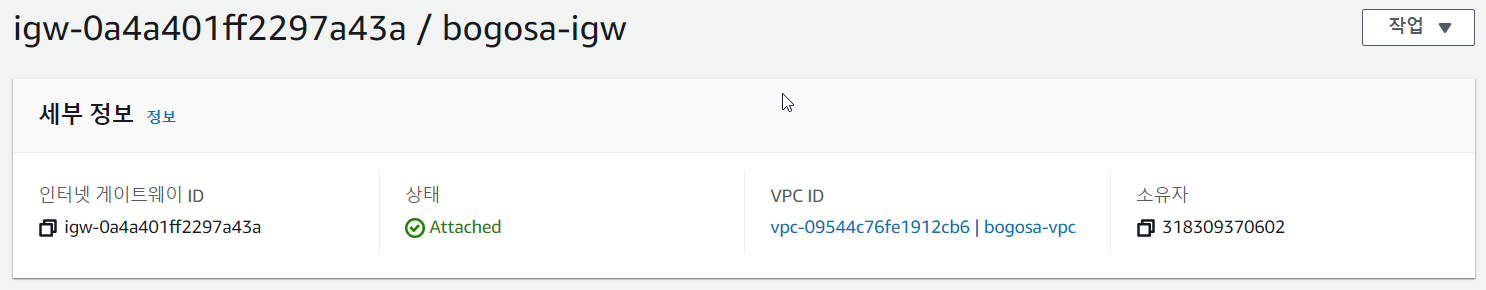 igw-0a4a401ff2297a43a / bogosa-igw
작업
세부 정보 정보
인터넷 게이트웨이 ID
igw-0a4a401ff2297a43a
상태
Attached
VPC ID
vpc-09544c76fe1912cb6 | bogosa-vpc
소유자
318309370602